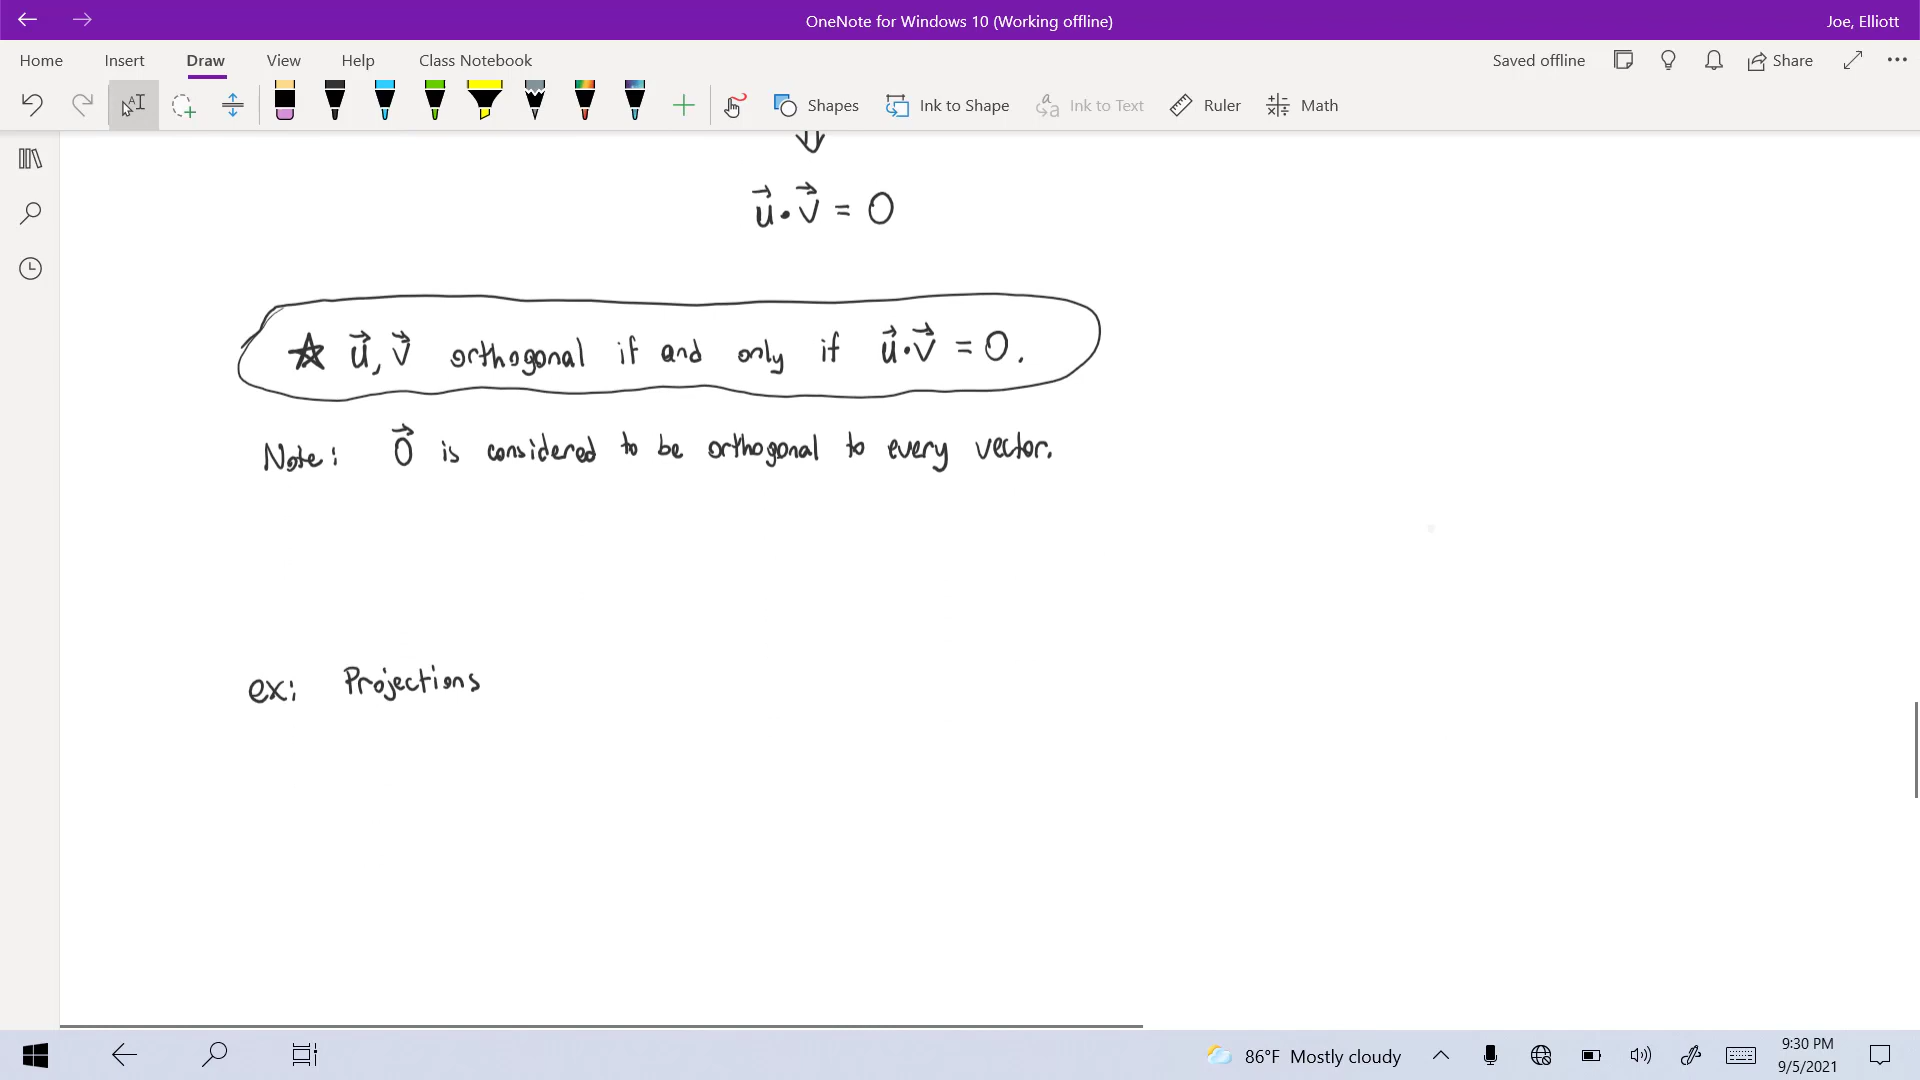 OneNote for Windows 10 (Working offline)
Joe, Elliott
Home Insert Draw View Help Class Notebook
Saved offline Share
Shapes Ink to Shape Ink to Text Ruler Math
u⃗ · v⃗ = 0
☆ u⃗, v⃗ orthogonal if and only if u⃗ · v⃗ = 0.
Note: 0⃗ is considered to be orthogonal to every vector.
ex: Projections
86°F Mostly cloudy
9:30 PM
9/5/2021